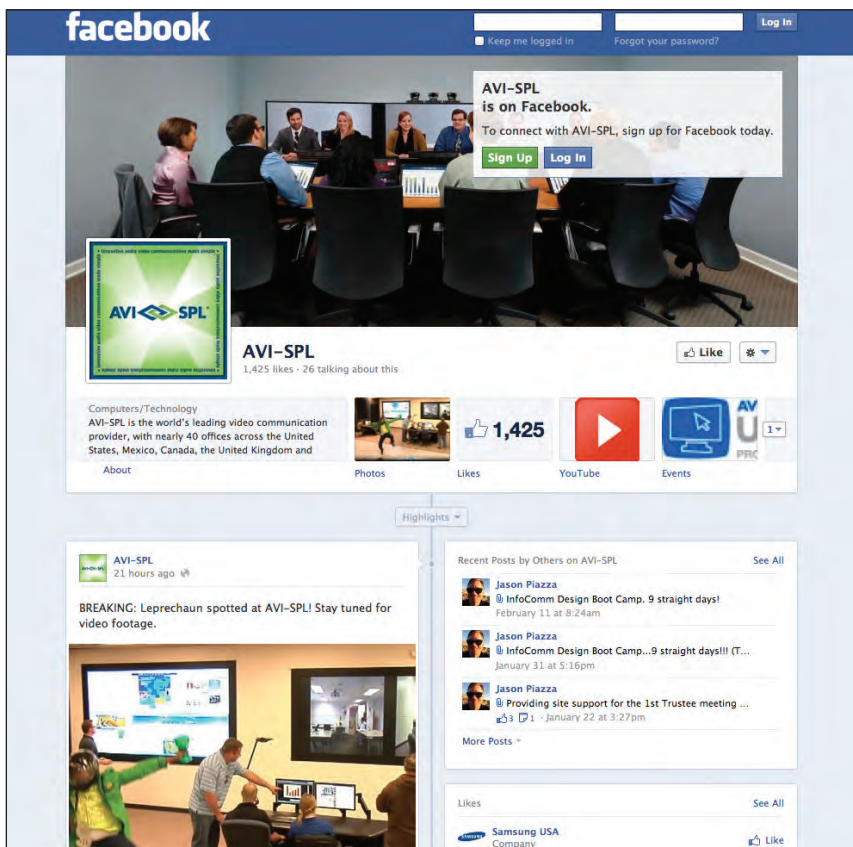 facebook
Log In
Keep me logged in
Forgot your password?
AVI-SPL
is on Facebook.
To connect with AVI-SPL, sign up for Facebook today.
Sign Up
Log In
AVI SPL
AVI-SPL
1,425 likes · 26 talking about this
Like
Computers/Technology
AVI-SPL is the world's leading video communication
provider, with nearly 40 offices across the United
States, Mexico, Canada, the United Kingdom and
About
Photos
1,425
Likes
YouTube
AV
U
PRO
Events
1
Highlights
AVI-SPL
21 hours ago
BREAKING: Leprechaun spotted at AVI-SPL! Stay tuned for
video footage.
Recent Posts by Others on AVI-SPL
See All
Jason Piazza
InfoComm Design Boot Camp. 9 straight days!
February 11 at 8:24am
Jason Piazza
InfoComm Design Boot Camp...9 straight days!!! (T...
January 31 at 5:16pm
Jason Piazza
Providing site support for the 1st Trustee meeting ...
3 1 · January 22 at 3:27pm
More Posts
Likes
See All
SAMSUNG
Samsung USA
Company
Like